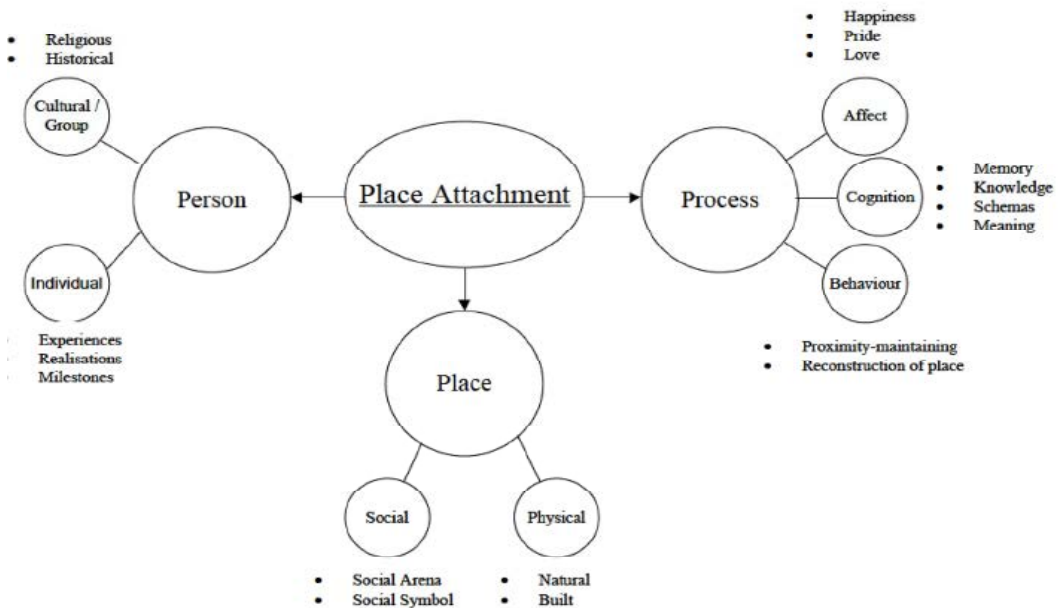 Religious
Historical
Cultural /
Group
Person
Individual
Experiences
Realisations
Milestones
Place Attachment
Place
Social
Social Arena
Social Symbol
Physical
Natural
Built
Process
Happiness
Pride
Love
Affect
Cognition
Memory
Knowledge
Schemas
Meaning
Behaviour
Proximity-maintaining
Reconstruction of place